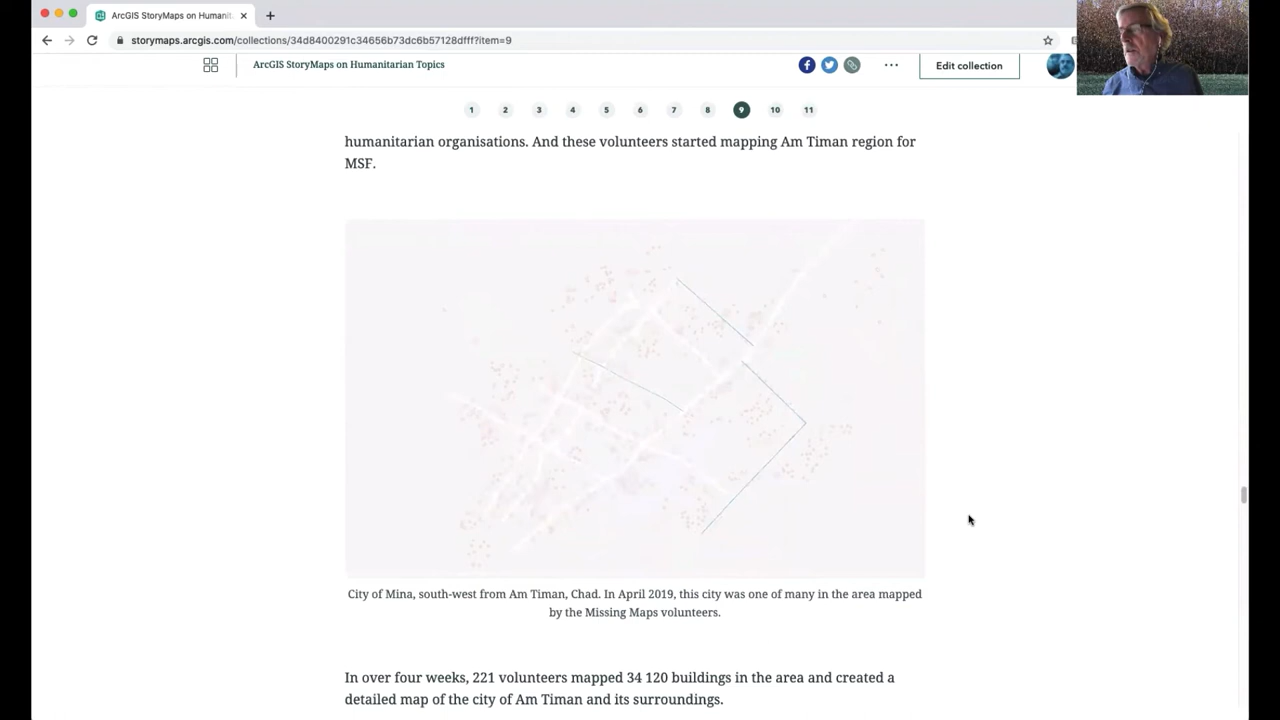 ArcGIS StoryMaps on Humanit
storymaps.arcgis.com/collections/34d8400291c34656b73dc6b57128dfff?item=9
ArcGIS StoryMaps on Humanitarian Topics
Edit collection
1 2 3 4 5 6 7 8 9 10 11
humanitarian organisations. And these volunteers started mapping Am Timan region for
MSF.
City of Mina, south-west from Am Timan, Chad. In April 2019, this city was one of many in the area mapped
by the Missing Maps volunteers.
In over four weeks, 221 volunteers mapped 34 120 buildings in the area and created a
detailed map of the city of Am Timan and its surroundings.